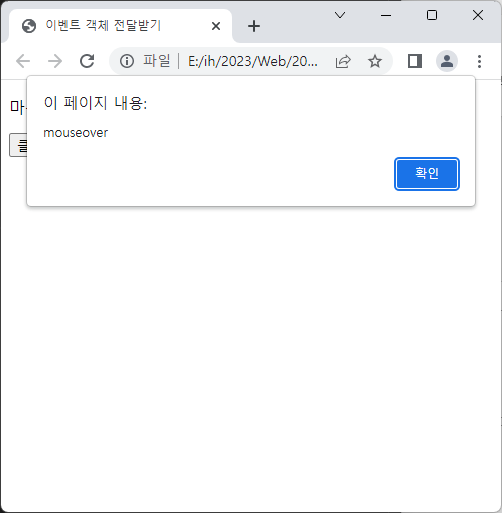 이벤트 객체 전달받기
파일 E:/ih/2023/Web/20...
이 페이지 내용:
mouseover
확인
마